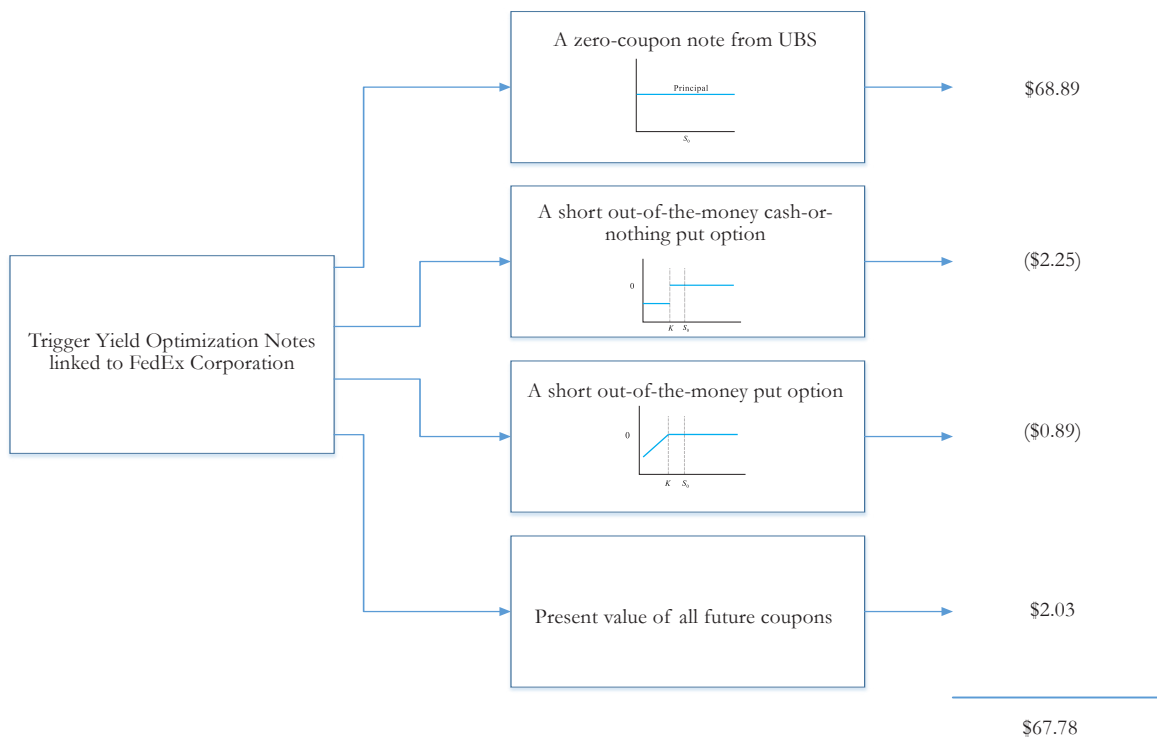 A zero-coupon note from UBS
Principal
S0
$68.89
A short out-of-the-money cash-or-
nothing put option
0
K S0
($2.25)
Trigger Yield Optimization Notes
linked to FedEx Corporation
A short out-of-the-money put option
0
K S0
($0.89)
Present value of all future coupons
$2.03
$67.78